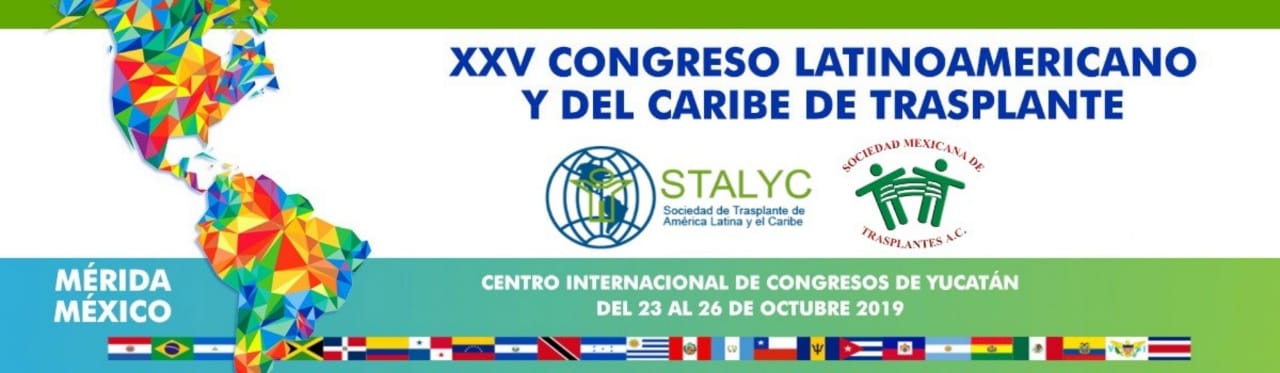 XXV CONGRESO LATINOAMERICANO
Y DEL CARIBE DE TRASPLANTE
STALYC
Sociedad de Trasplante de
América Latina y el Caribe
SOCIEDAD MEXICANA DE
TRASPLANTES A.C.
MÉRIDA
MÉXICO
CENTRO INTERNACIONAL DE CONGRESOS DE YUCATÁN
DEL 23 AL 26 DE OCTUBRE 2019